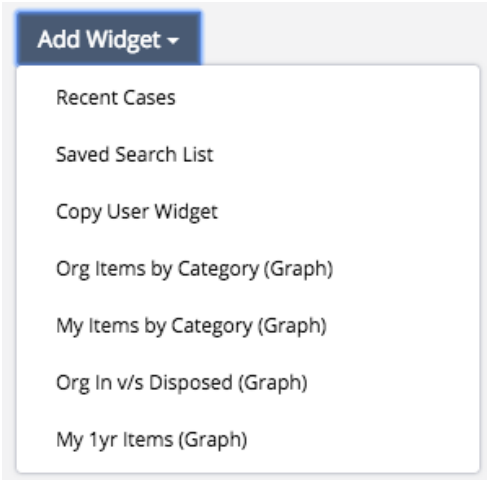 Add Widget
Recent Cases
Saved Search List
Copy User Widget
Org Items by Category (Graph)
My Items by Category (Graph)
Org In v/s Disposed (Graph)
My 1yr Items (Graph)